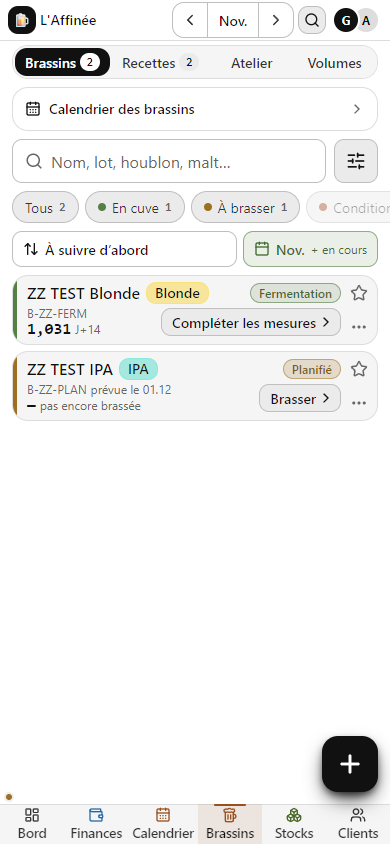 L'Affinée
Nov.
G
A
Brassins 2
Recettes 2
Atelier
Volumes
Calendrier des brassins
Nom, lot, houblon, malt...
Tous 2
En cuve 1
À brasser 1
Condition
À suivre d'abord
Nov. + en cours
ZZ TEST Blonde Blonde
Fermentation
B-ZZ-FERM
1,031 J+14
Compléter les mesures
ZZ TEST IPA IPA
Planifié
B-ZZ-PLAN prévue le 01.12
– pas encore brassée
Brasser
Bord
Finances
Calendrier
Brassins
Stocks
Clients